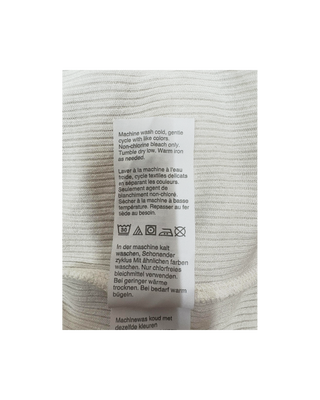 Machine wash cold, gentle
cycle with like colors.
Non-chlorine bleach only.
Tumble dry low. Warm iron
as needed.
Laver à la machine à l'eau
froide, cycle textiles délicats
en séparant les couleurs.
Seulement agent de
blanchiment non-chloré.
Sécher à la machine à basse
température. Repasser au fer
tiède au besoin.
In der maachine kalt
waschen, Schonender
zyklus Mit ähnlichen farben
waschen. Nur chlorfreies
bleichmittel verwenden.
Bei geringer wärme
trocknen. Bei bedarf warm
bügeln.
Machinewas koud met
dezelfde kleuren